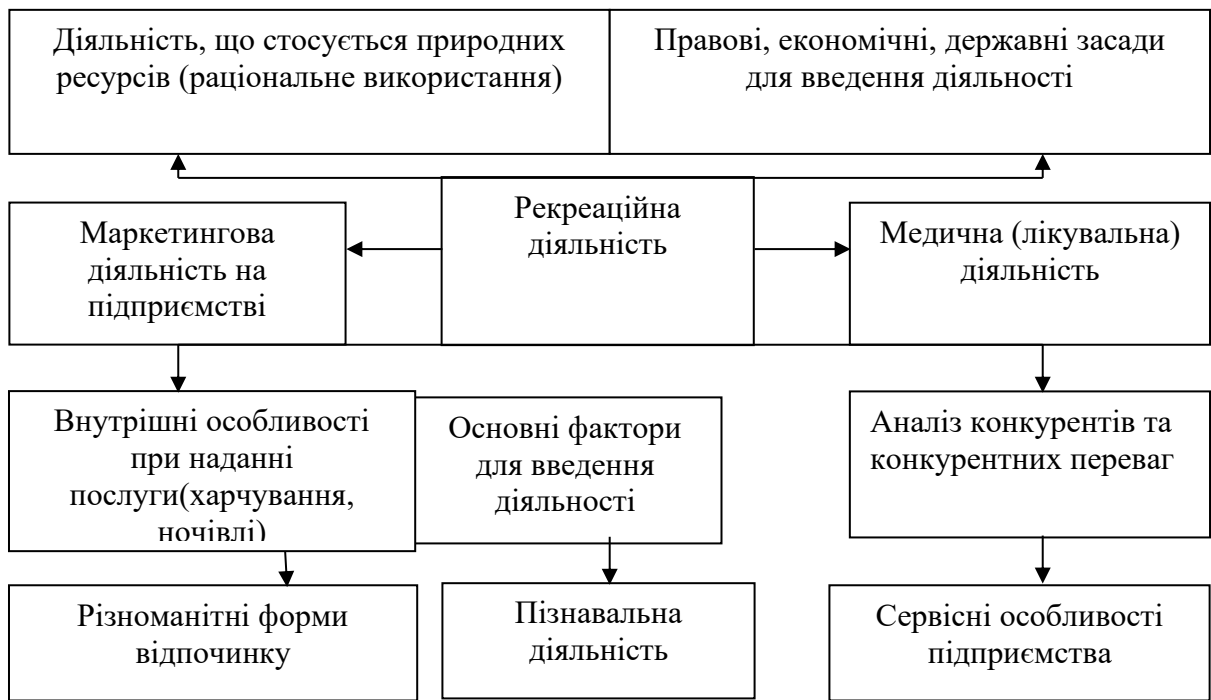 Діяльність, що стосується природних
ресурсів (раціональне використання)
Правові, економічні, державні засади
для введення діяльності
Маркетингова
діяльність на
підприємстві
Рекреаційна
діяльність
Медична (лікувальна)
діяльність
Внутрішні особливості
при наданні
послуги(харчування,
ночівлі)
Основні фактори
для введення
діяльності
Аналіз конкурентів та
конкурентних переваг
Різноманітні форми
відпочинку
Пізнавальна
діяльність
Сервісні особливості
підприємства